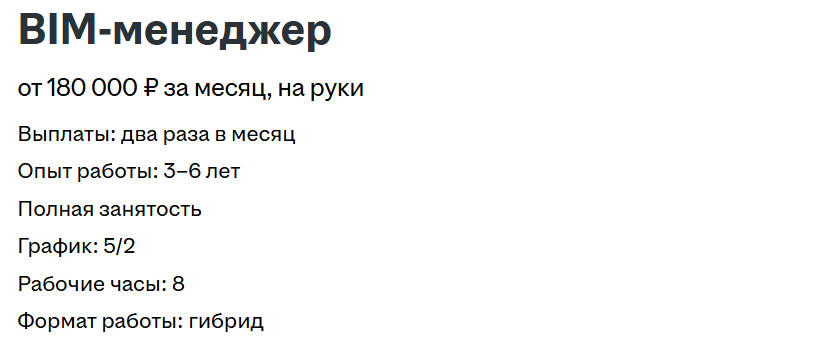 BIM-менеджер
от 180 000 ₽ за месяц, на руки
Выплаты: два раза в месяц
Опыт работы: 3–6 лет
Полная занятость
График: 5/2
Рабочие часы: 8
Формат работы: гибрид